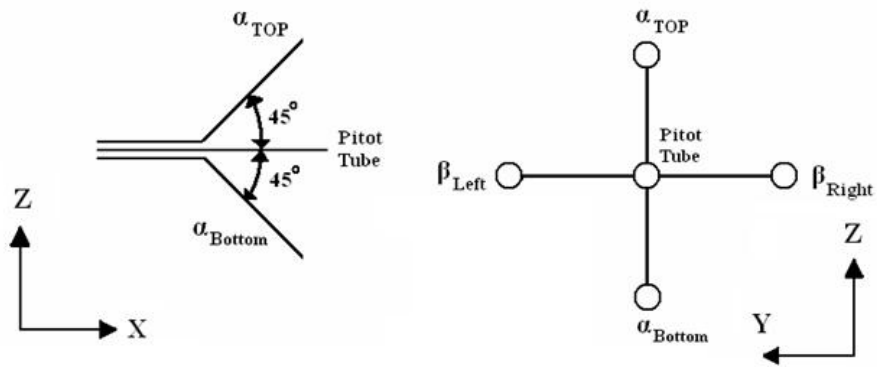 α TOP
45°
Pitot
Tube
45°
α Bottom
Z
X
α TOP
Pitot
Tube
β Left
β Right
α Bottom
Z
Y